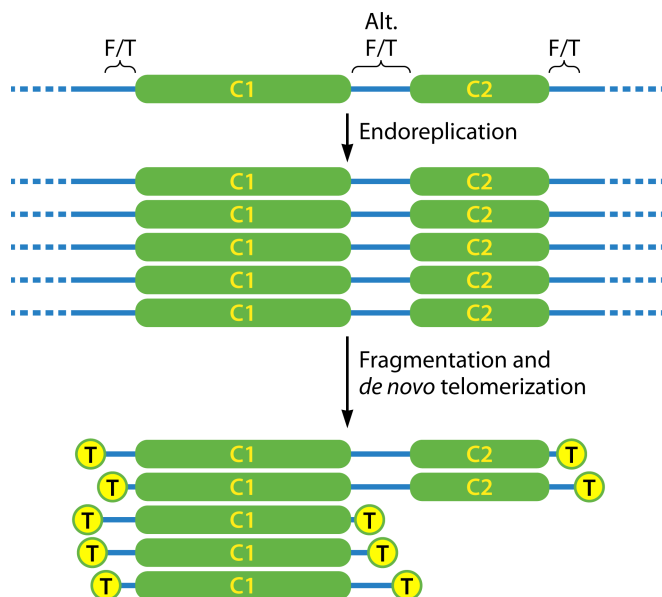 Alt.
F/T F/T F/T
C1 C2
Endoreplication
C1 C2
C1 C2
C1 C2
C1 C2
C1 C2
Fragmentation and
de novo telomerization
T C1 C2 T
T C1 C2 T
T C1 T
T C1 T
T C1 T